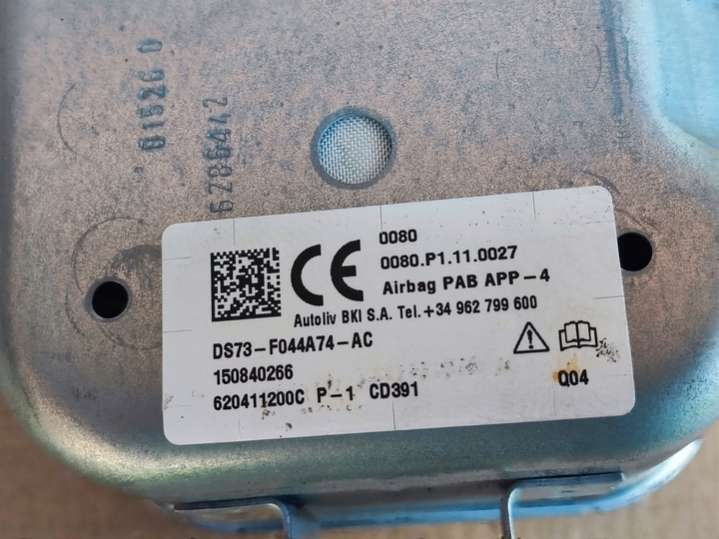 01526 D
6286442
CE 0080
0080.P1.11.0027
Airbag PAB APP-4
Autoliv BKI S.A. Tel.+34 962 799 600
DS73-F044A74-AC
150840266
620411200C P-1 CD391
Q04